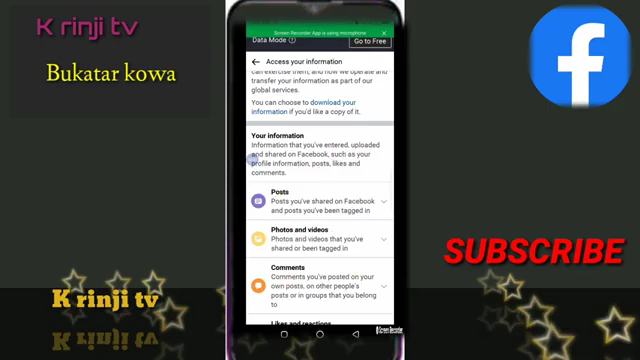 K rinji tv
Bukatar kowa
Screen Recorder App is using microphone
Data Mode
Go to Free
Access your information
can exercise them, and how we operate and
transfer your information as part of our
global services.
You can choose to download your
information if you'd like a copy of it.
Your information
Information that you've entered, uploaded
and shared on Facebook, such as your
profile information, posts, likes and
comments.
Posts
Posts you've shared on Facebook
and posts you've been tagged in
Photos and videos
Photos and videos that you've
shared or been tagged in
Comments
Comments you've posted on your
own posts, on other people's
posts or in groups that you belong
to
Likes and reactions
Screen Recorder
SUBSCRIBE
K rinji tv